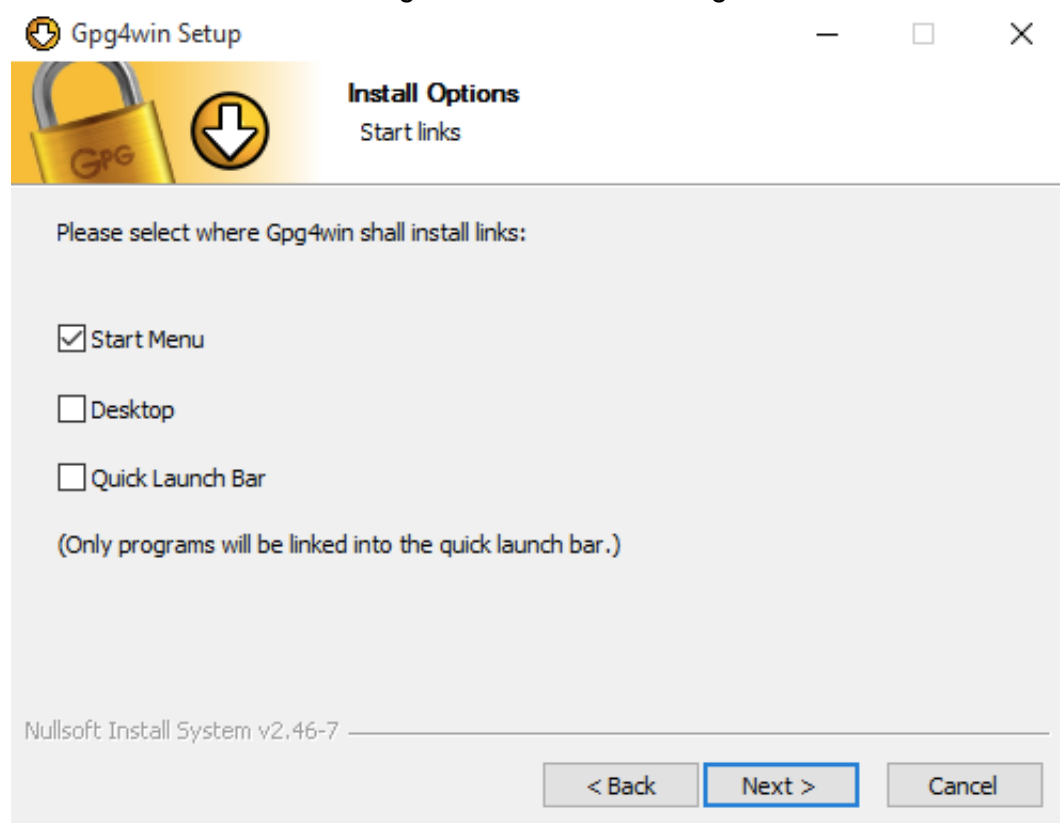 Gpg4win Setup
GPG
Install Options
Start links
Please select where Gpg4win shall install links:
Start Menu
Desktop
Quick Launch Bar
(Only programs will be linked into the quick launch bar.)
Nullsoft Install System v2.46-7
< Back
Next >
Cancel